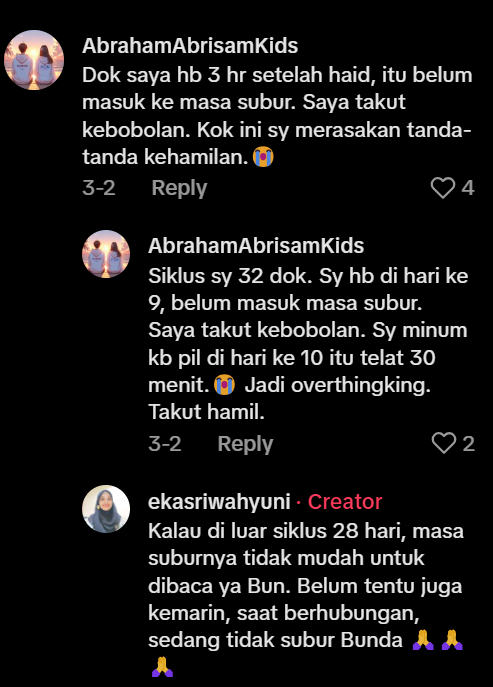 AbrahamAbrisamKids
Dok saya hb 3 hr setelah haid, itu belum
masuk ke masa subur. Saya takut
kebobolan. Kok ini sy merasakan tanda-
tanda kehamilan.😭
3-2 Reply 4
AbrahamAbrisamKids
Siklus sy 32 dok. Sy hb di hari ke
9, belum masuk masa subur.
Saya takut kebobolan. Sy minum
kb pil di hari ke 10 itu telat 30
menit.😭 Jadi overthingking.
Takut hamil.
3-2 Reply 2
ekasriwahyuni · Creator
Kalau di luar siklus 28 hari, masa
suburnya tidak mudah untuk
dibaca ya Bun. Belum tentu juga
kemarin, saat berhubungan,
sedang tidak subur Bunda 🙏🙏
🙏